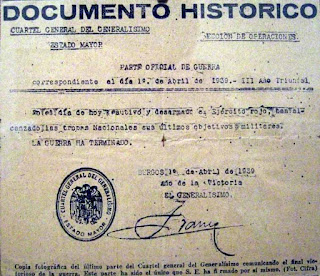 DOCUMENTO HISTORICO
CUARTEL GENERAL DEL GENERALISIMO
ESTADO MAYOR
SECCION DE OPERACIONES
PARTE OFICIAL DE GUERRA
correspondiente al día 1º. de Abril de 1939.- III Año Triunfal
En el día de hoy, cautivo y desarmado el Ejército rojo, han al-
canzado las tropas Nacionales sus últimos objetivos militares.
LA GUERRA HA TERMINADO.
BURGOS 1º de Abril de 1939
Año de la Victoria
EL GENERALISIMO
CUARTEL GENERAL DEL GENERALISIMO
ESTADO MAYOR
F. Franco
Copia fotográfica del último parte del Cuartel general del Generalísimo comunicando el final vic-
torioso de la guerra. Este parte ha sido el único que S. E. ha firmado por sí mismo. (Fot. Cifra)